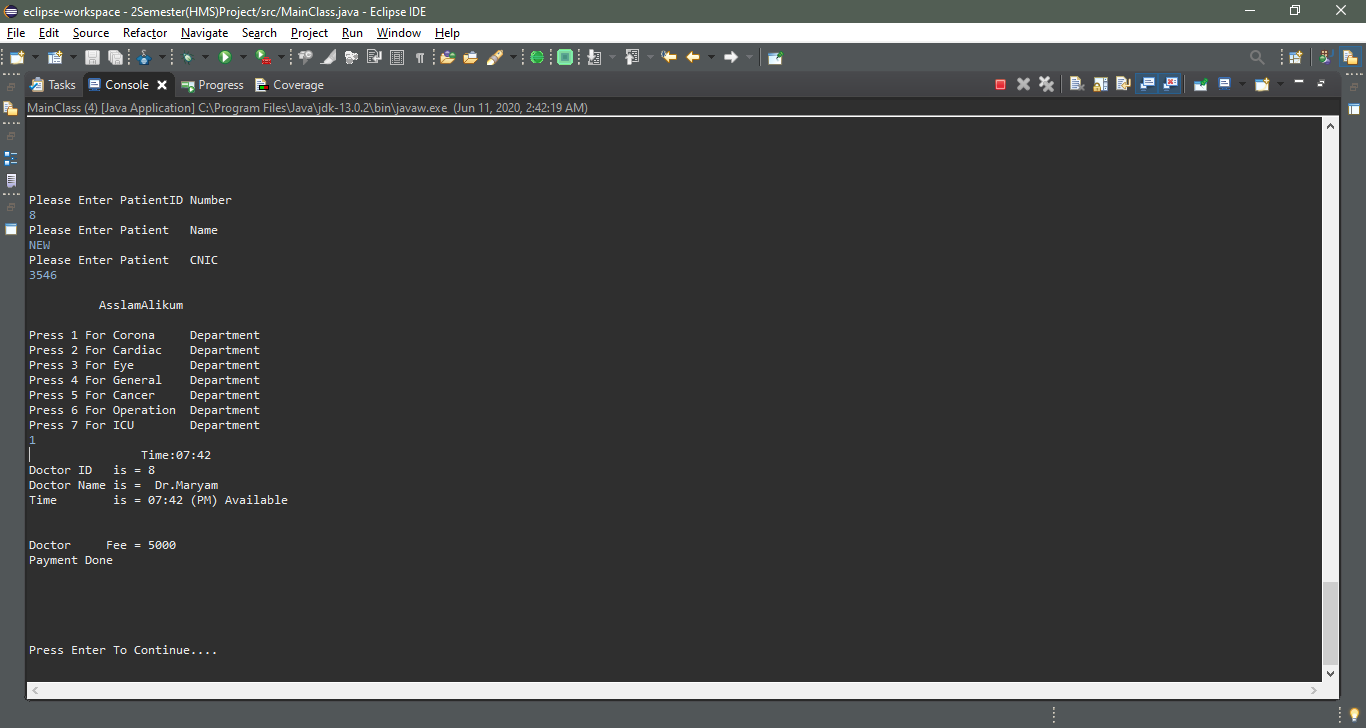 eclipse-workspace - 2Semester(HMS)Project/src/MainClass.java - Eclipse IDE
File Edit Source Refactor Navigate Search Project Run Window Help
Tasks Console Progress Coverage
MainClass (4) [Java Application] C:\Program Files\Java\jdk-13.0.2\bin\javaw.exe (Jun 11, 2020, 2:42:19 AM)
Please Enter PatientID Number
8
Please Enter Patient   Name
NEW
Please Enter Patient   CNIC
3546
AsslamAlikum
Press 1 For Corona     Department
Press 2 For Cardiac    Department
Press 3 For Eye        Department
Press 4 For General    Department
Press 5 For Cancer     Department
Press 6 For Operation  Department
Press 7 For ICU        Department
1
Time:07:42
Doctor ID   is = 8
Doctor Name is =  Dr.Maryam
Time        is = 07:42 (PM) Available
Doctor     Fee = 5000
Payment Done
Press Enter To Continue....